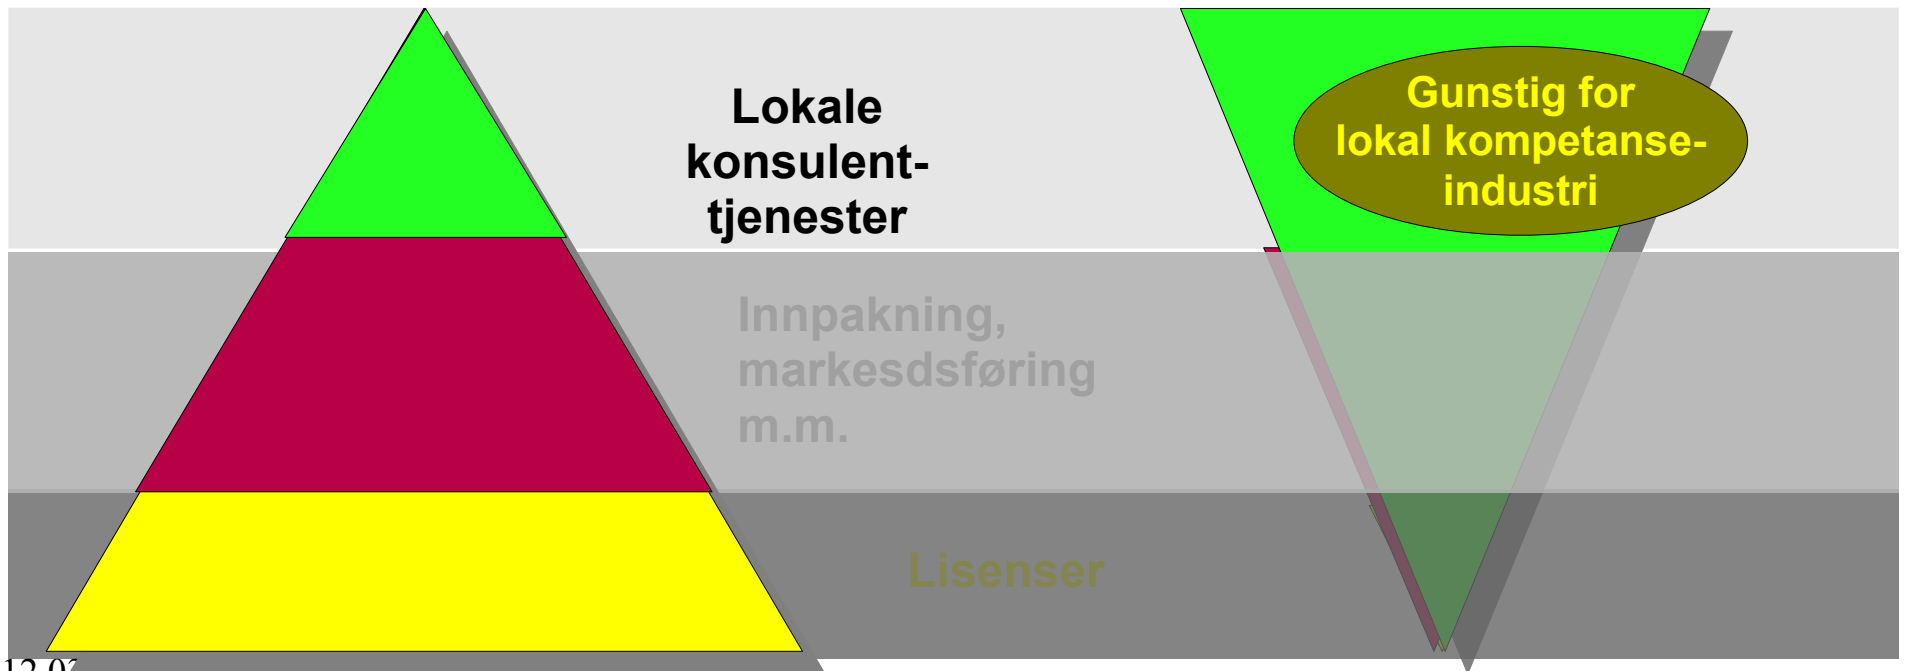 Lokale
konsulent-
tjenester
Gunstig for
lokal kompetanse-
industri
Innpakning,
markesdsføring
m.m.
Lisenser